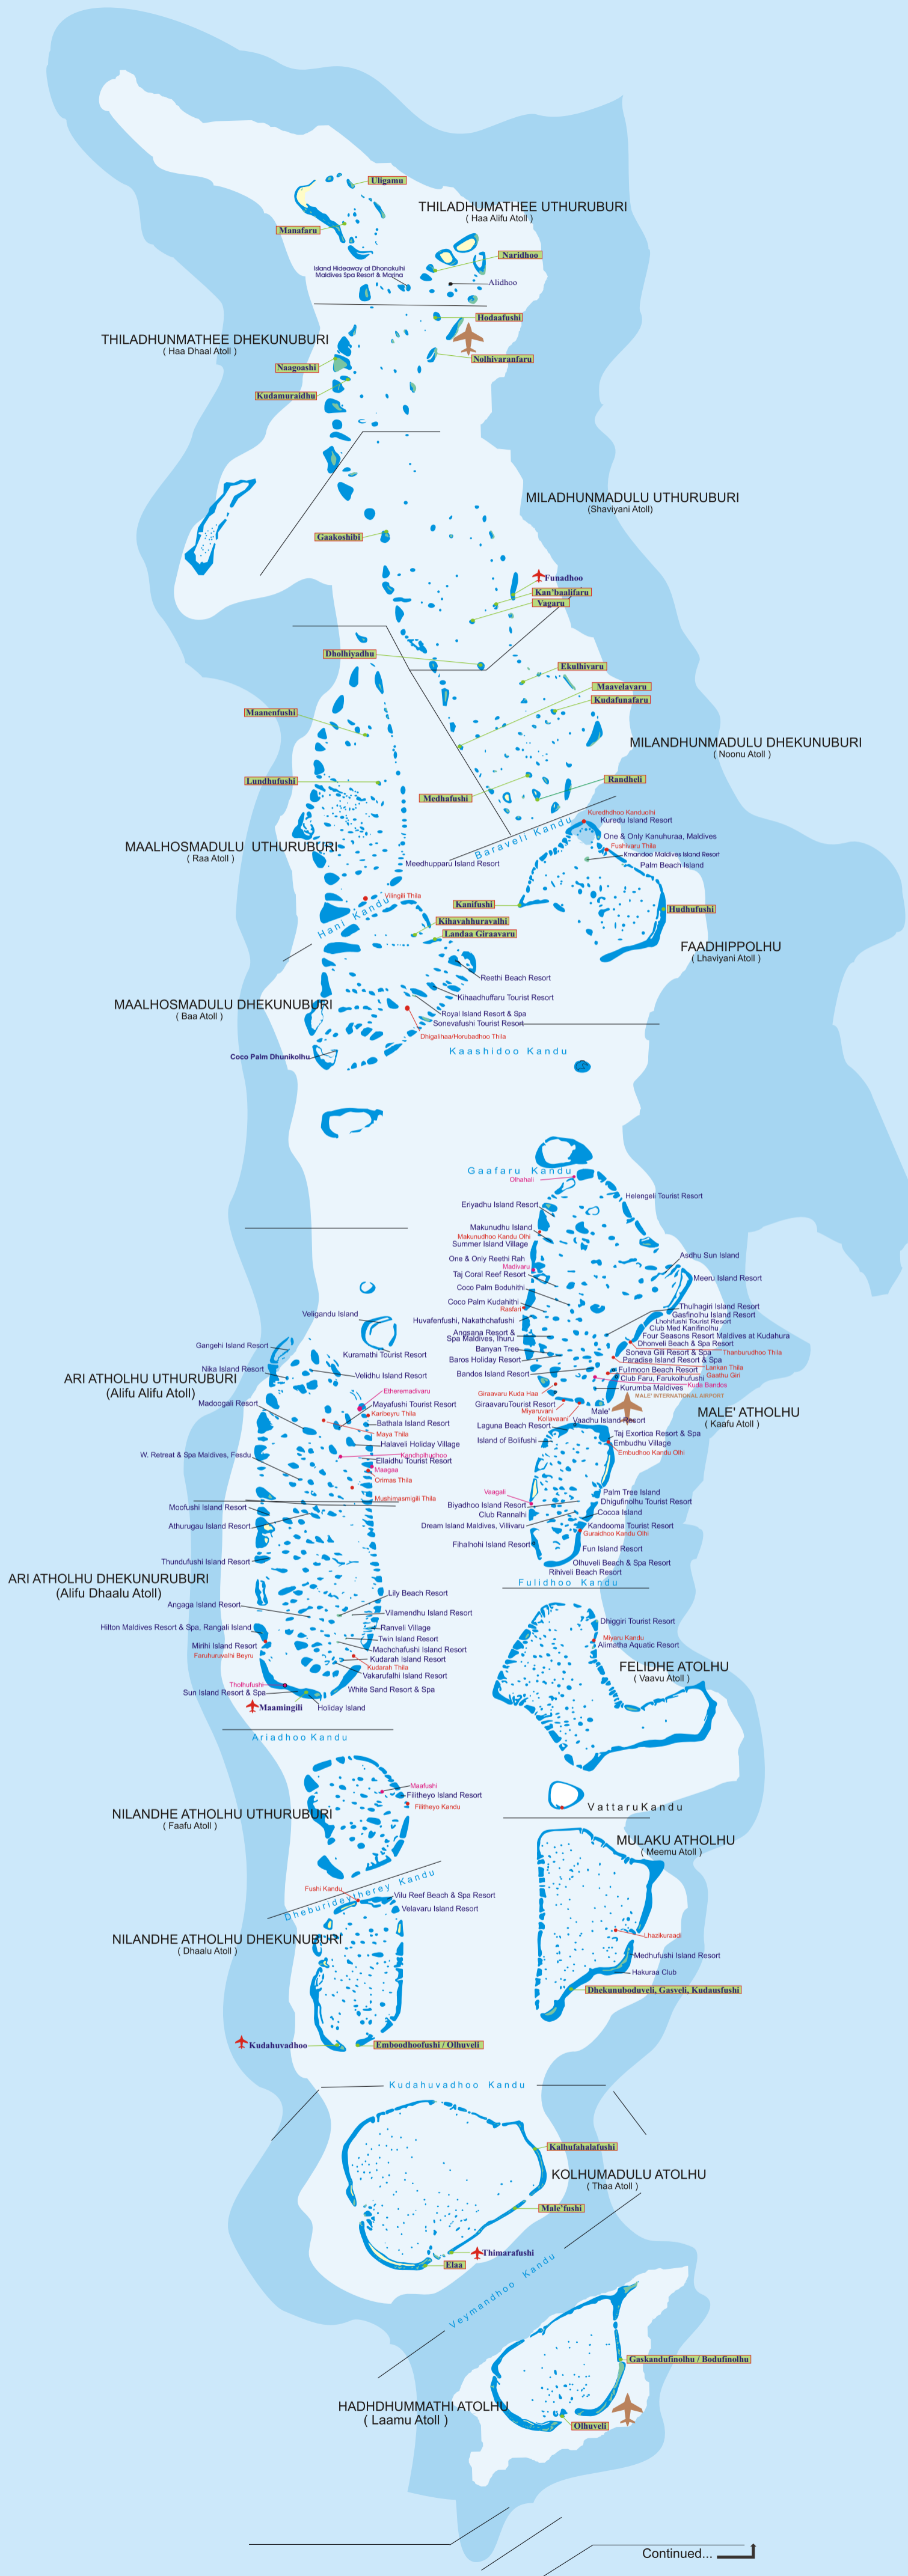 Uligamu
THILADHUMATHEE UTHURUBURI
( Haa Alifu Atoll )
Manafaru
Naridhoo
Island Hideaway at Dhonakulhi
Maldives Spa Resort & Marina
Alidhoo
Hodaafushi
THILADHUNMATHEE DHEKUNUBURI
( Haa Dhaal Atoll )
Nolhivaranfaru
Naagoashi
Kudamuraidhu
MILADHUNMADULU UTHURUBURI
(Shaviyani Atoll)
Gaakoshibi
Funadhoo
Kan'baalifaru
Vagaru
Dholhiyadhu
Ekulhivaru
Maavelavaru
Kudafunafaru
Maanenfushi
MILANDHUNMADULU DHEKUNUBURI
( Noonu Atoll )
Lundhufushi
Randheli
Medhafushi
Kuredhdhoo Kanduolhi
Kuredu Island Resort
Baraveli Kandu
One & Only Kanuhuraa, Maldives
Fushivaru Thila
MAALHOSMADULU UTHURUBURI
( Raa Atoll )
Kmandoo Maldives Island Resort
Meedhupparu Island Resort
Palm Beach Island
Vilingili Thila
Hani Kandu
Kanifushi
Hudhufushi
Kihavahhuravalhi
Landaa Giraavaru
FAADHIPPOLHU
( Lhaviyani Atoll )
Reethi Beach Resort
Kihaadhuffaru Tourist Resort
MAALHOSMADULU DHEKUNUBURI
( Baa Atoll )
Royal Island Resort & Spa
Sonevafushi Tourist Resort
Dhigalihaa/Horubadhoo Thila
Coco Palm Dhunikolhu
Kaashidoo Kandu
Gaafaru Kandu
Olhahali
Helengeli Tourist Resort
Eriyadhu Island Resort
Makunudhu Island
Makunudhoo Kandu Olhi
Summer Island Village
Asdhu Sun Island
One & Only Reethi Rah
Madivaru
Taj Coral Reef Resort
Meeru Island Resort
Coco Palm Boduhithi
Coco Palm Kudahithi
Rasfari
Thulhagiri Island Resort
Gasfinolhu Island Resort
Huvafenfushi, Nakathchafushi
Lhohifushi Tourist Resort
Club Med Kanifinolhu
Angsana Resort &
Spa Maldives, Ihuru
Four Seasons Resort Maldives at Kudahura
Dhonveli Beach & Spa Resort
Banyan Tree
Soneva Gili Resort & Spa
Thanburudhoo Thila
Baros Holiday Resort
Paradise Island Resort & Spa
Lankan Thila
Fullmoon Beach Resort
Gaathu Giri
Bandos Island Resort
Club Faru, Farukolhufushi
Kuda Bandos
Kurumba Maldives
Giraavaru Kuda Haa
MALE' INTERNATIONAL AIRPORT
GiraavaruTourist Resort
Miyaruvani
Male'
Kollavaani
Vaadhu Island Resort
MALE' ATHOLHU
( Kaafu Atoll )
Laguna Beach Resort
Taj Exortica Resort & Spa
Island of Bolifushi
Embudhu Village
Embudhoo Kandu Olhi
Veligandu Island
Gangehi Island Resort
Kuramathi Tourist Resort
Nika Island Resort
Velidhu Island Resort
ARI ATHOLHU UTHURUBURI
(Alifu Alifu Atoll)
Etheremadivaru
Madoogali Resort
Mayafushi Tourist Resort
Karibeyru Thila
Bathala Island Resort
Maya Thila
Halaveli Holiday Village
W. Retreat & Spa Maldives, Fesdu
Kandholhudhoo
Ellaidhu Tourist Resort
Maagaa
Orimas Thila
Mushimasmigili Thila
Moofushi Island Resort
Athurugau Island Resort
Palm Tree Island
Vaagali
Dhigufinolhu Tourist Resort
Biyadhoo Island Resort
Cocoa Island
Club Rannalhi
Dream Island Maldives, Villivaru
Kandooma Tourist Resort
Guraidhoo Kandu Olhi
Fihalhohi Island Resort
Fun Island Resort
Olhuveli Beach & Spa Resort
Rihiveli Beach Resort
Fulidhoo Kandu
Thundufushi Island Resort
ARI ATHOLHU DHEKUNURUBURI
(Alifu Dhaalu Atoll)
Lily Beach Resort
Angaga Island Resort
Vilamendhu Island Resort
Hilton Maldives Resort & Spa, Rangali Island
Ranveli Village
Twin Island Resort
Mirihi Island Resort
Machchafushi Island Resort
Faruhuruvalhi Beyru
Kudarah Island Resort
Kudarah Thila
Vakarufalhi Island Resort
Tholhufushi
White Sand Resort & Spa
Sun Island Resort & Spa
Maamingili
Holiday Island
Dhiggiri Tourist Resort
Miyaru Kandu
Alimatha Aquatic Resort
FELIDHE ATOLHU
( Vaavu Atoll )
Ariadhoo Kandu
Maafushi
Filitheyo Island Resort
Filitheyo Kandu
VattaruKandu
NILANDHE ATHOLHU UTHURUBURI
( Faafu Atoll )
MULAKU ATHOLHU
( Meemu Atoll )
Fushi Kandu
Dheburidheytherey Kandu
Vilu Reef Beach & Spa Resort
Velavaru Island Resort
Lhazikuraadi
NILANDHE ATOLHU DHEKUNUBURI
( Dhaalu Atoll )
Medhufushi Island Resort
Hakuraa Club
Dhekunuboduveli, Gasveli, Kudausfushi
Kudahuvadhoo
Emboodhoofushi / Olhuveli
Kudahuvadhoo Kandu
Kalhufahalafushi
KOLHUMADULU ATOLHU
( Thaa Atoll )
Male'fushi
Thimarafushi
Elaa
Veymandhoo Kandu
Gaskandufinolhu / Bodufinolhu
HADHDHUMMATHI ATOLHU
( Laamu Atoll )
Olhuveli
Continued...